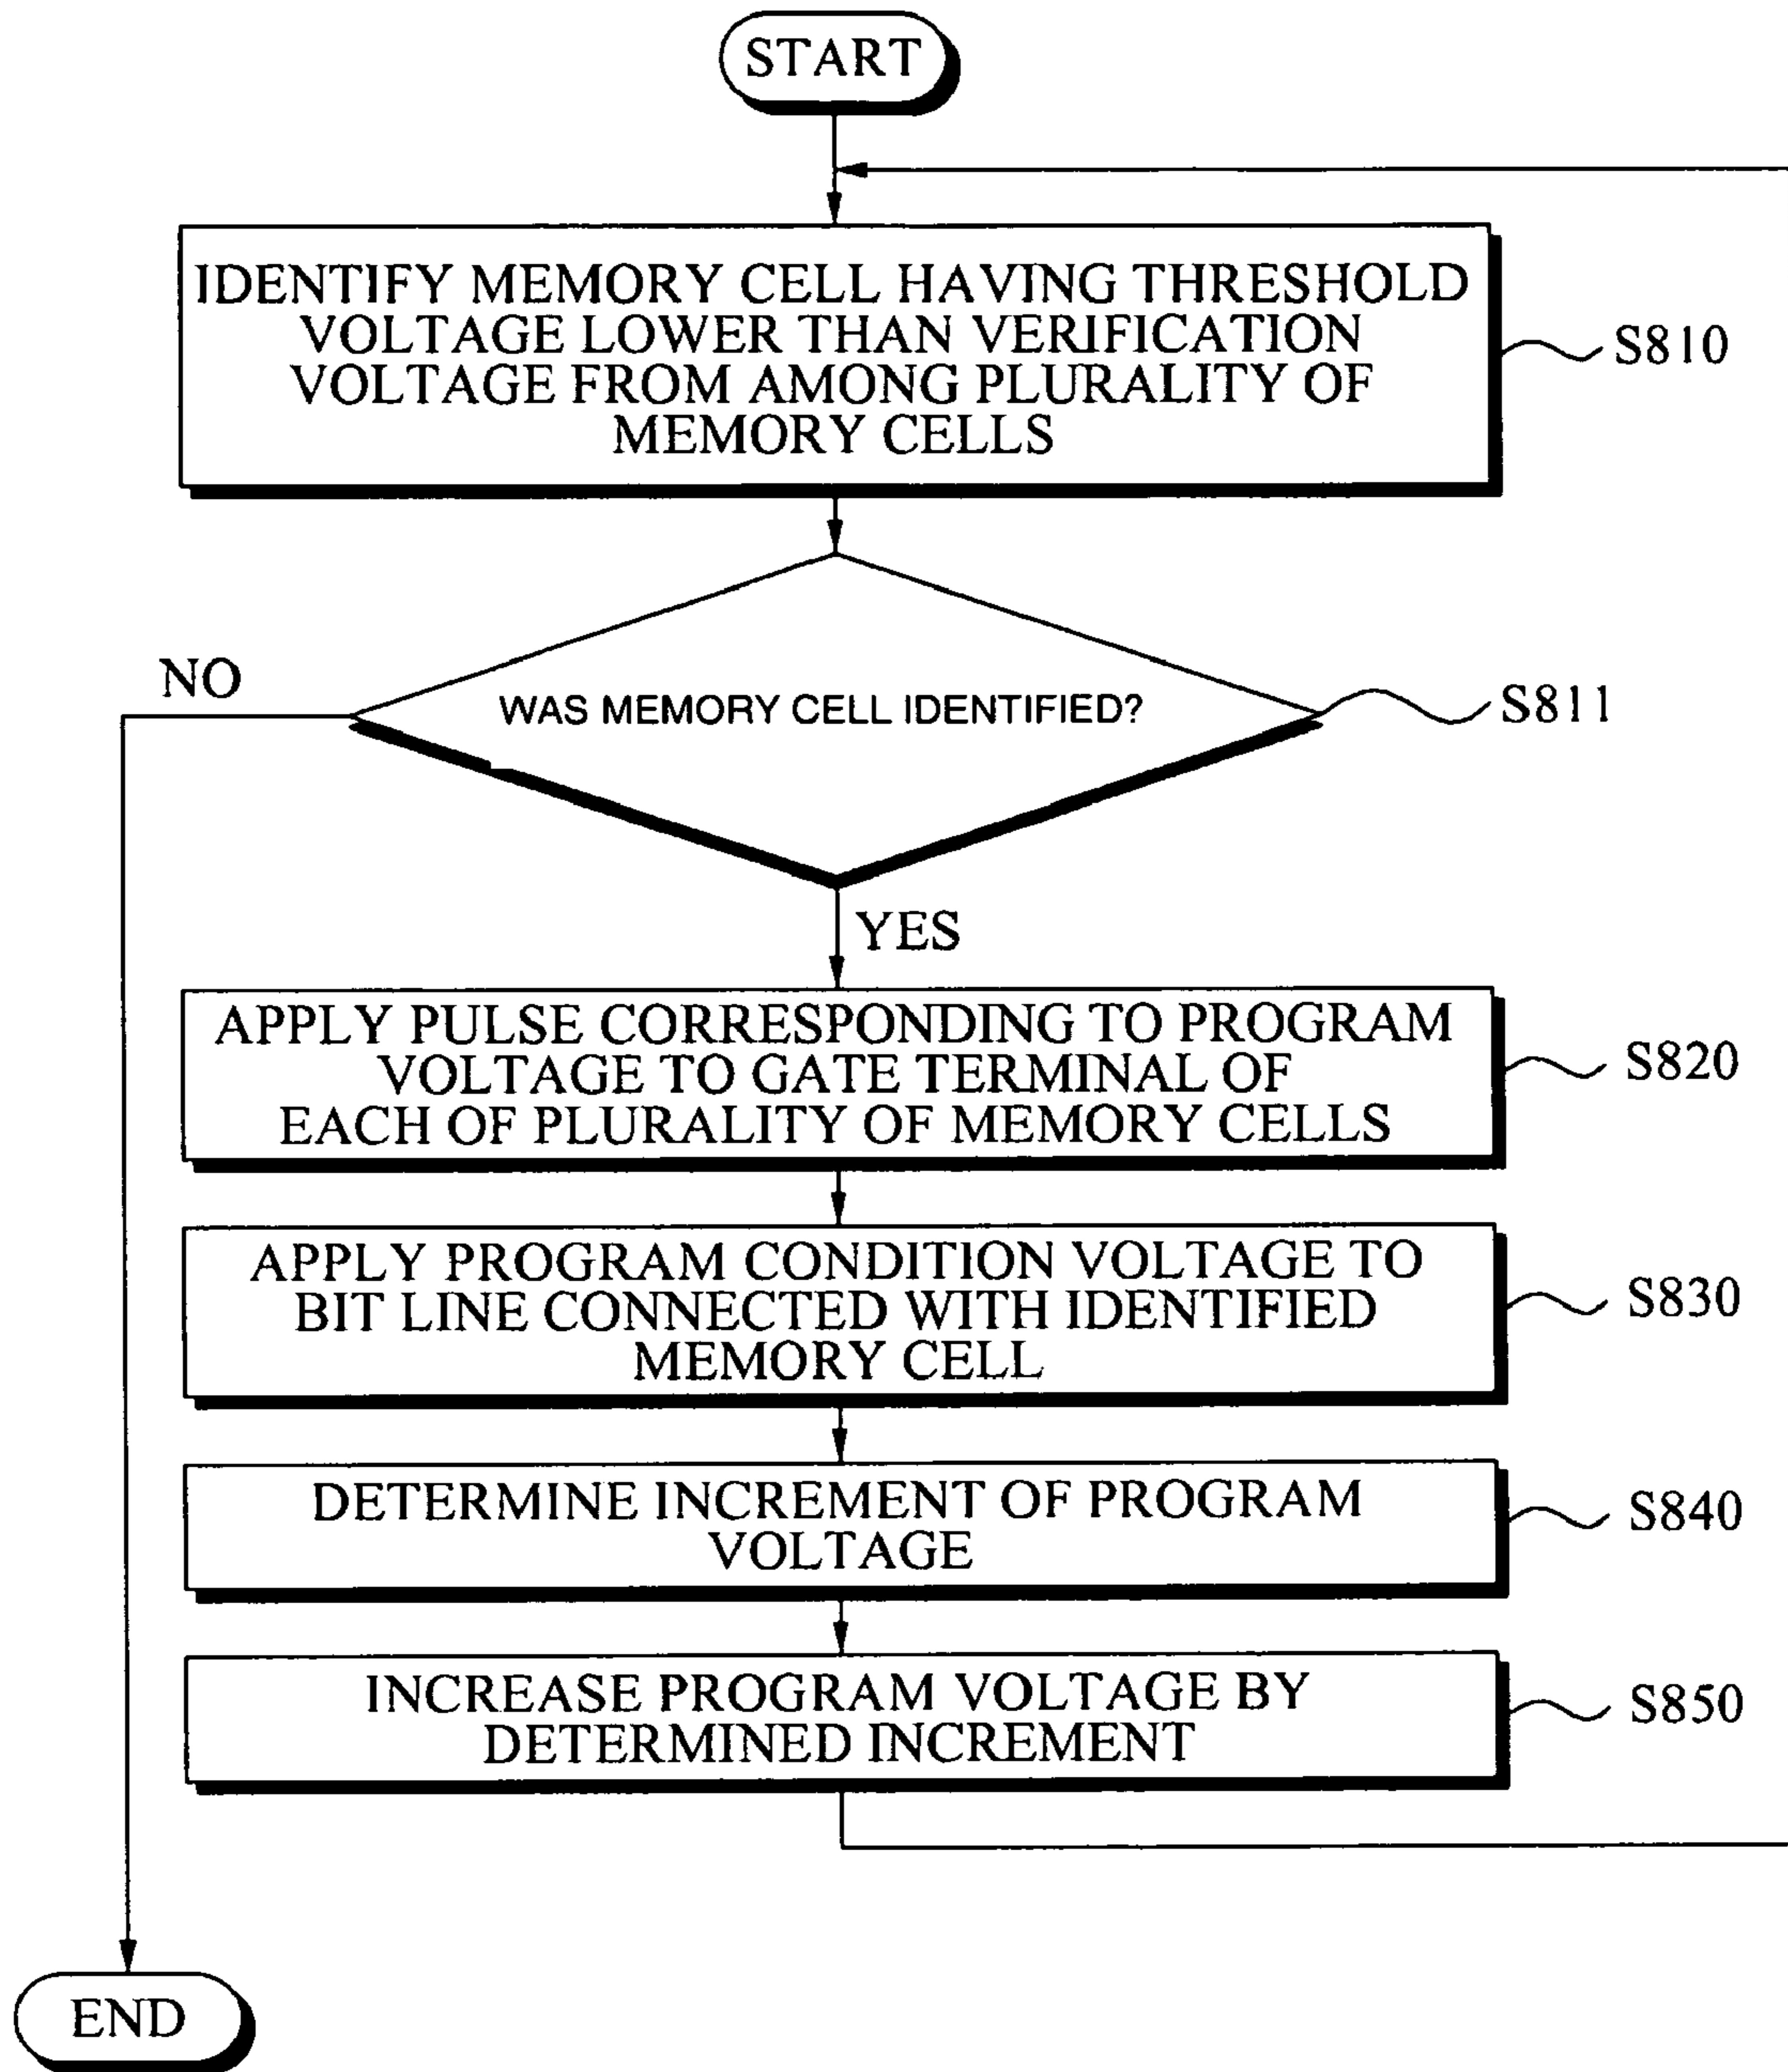 START
IDENTIFY MEMORY CELL HAVING THRESHOLD
VOLTAGE LOWER THAN VERIFICATION
VOLTAGE FROM AMONG PLURALITY OF
MEMORY CELLS
S810
NO
WAS MEMORY CELL IDENTIFIED?
S811
YES
APPLY PULSE CORRESPONDING TO PROGRAM
VOLTAGE TO GATE TERMINAL OF
EACH OF PLURALITY OF MEMORY CELLS
S820
APPLY PROGRAM CONDITION VOLTAGE TO
BIT LINE CONNECTED WITH IDENTIFIED
MEMORY CELL
S830
DETERMINE INCREMENT OF PROGRAM
VOLTAGE
S840
INCREASE PROGRAM VOLTAGE BY
DETERMINED INCREMENT
S850
END